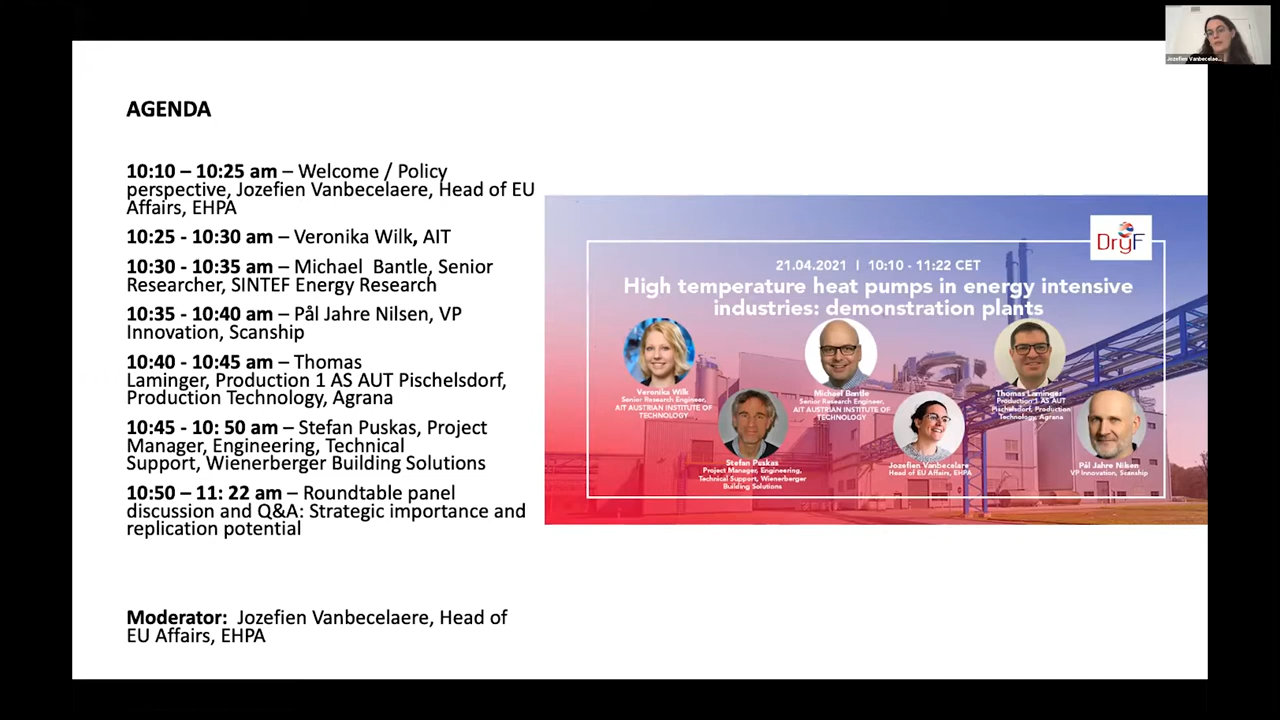 Jozefien Vanbecelae...
AGENDA
10:10 – 10:25 am – Welcome / Policy
perspective, Jozefien Vanbecelaere, Head of EU
Affairs, EHPA
10:25 - 10:30 am – Veronika Wilk, AIT
10:30 - 10:35 am – Michael Bantle, Senior
Researcher, SINTEF Energy Research
10:35 - 10:40 am – Pål Jahre Nilsen, VP
Innovation, Scanship
10:40 - 10:45 am – Thomas
Laminger, Production 1 AS AUT Pischelsdorf,
Production Technology, Agrana
10:45 - 10: 50 am – Stefan Puskas, Project
Manager, Engineering, Technical
Support, Wienerberger Building Solutions
10:50 – 11: 22 am – Roundtable panel
discussion and Q&A: Strategic importance and
replication potential
Moderator: Jozefien Vanbecelaere, Head of
EU Affairs, EHPA
DryF
21.04.2021 | 10:10 - 11:22 CET
High temperature heat pumps in energy intensive
industries: demonstration plants
Veronika Wilk
Senior Research Engineer,
AIT AUSTRIAN INSTITUTE OF
TECHNOLOGY
Michael Bantle
Senior Research Engineer,
AIT AUSTRIAN INSTITUTE OF
TECHNOLOGY
Thomas Laminger
Production 1 AS AUT
Pischelsdorf, Production
Technology, Agrana
Stefan Puskas
Project Manager, Engineering,
Technical Support, Wienerberger
Building Solutions
Jozefien Vanbecelare
Head of EU Affairs, EHPA
Pål Jahre Nilsen
VP Innovation, Scanship